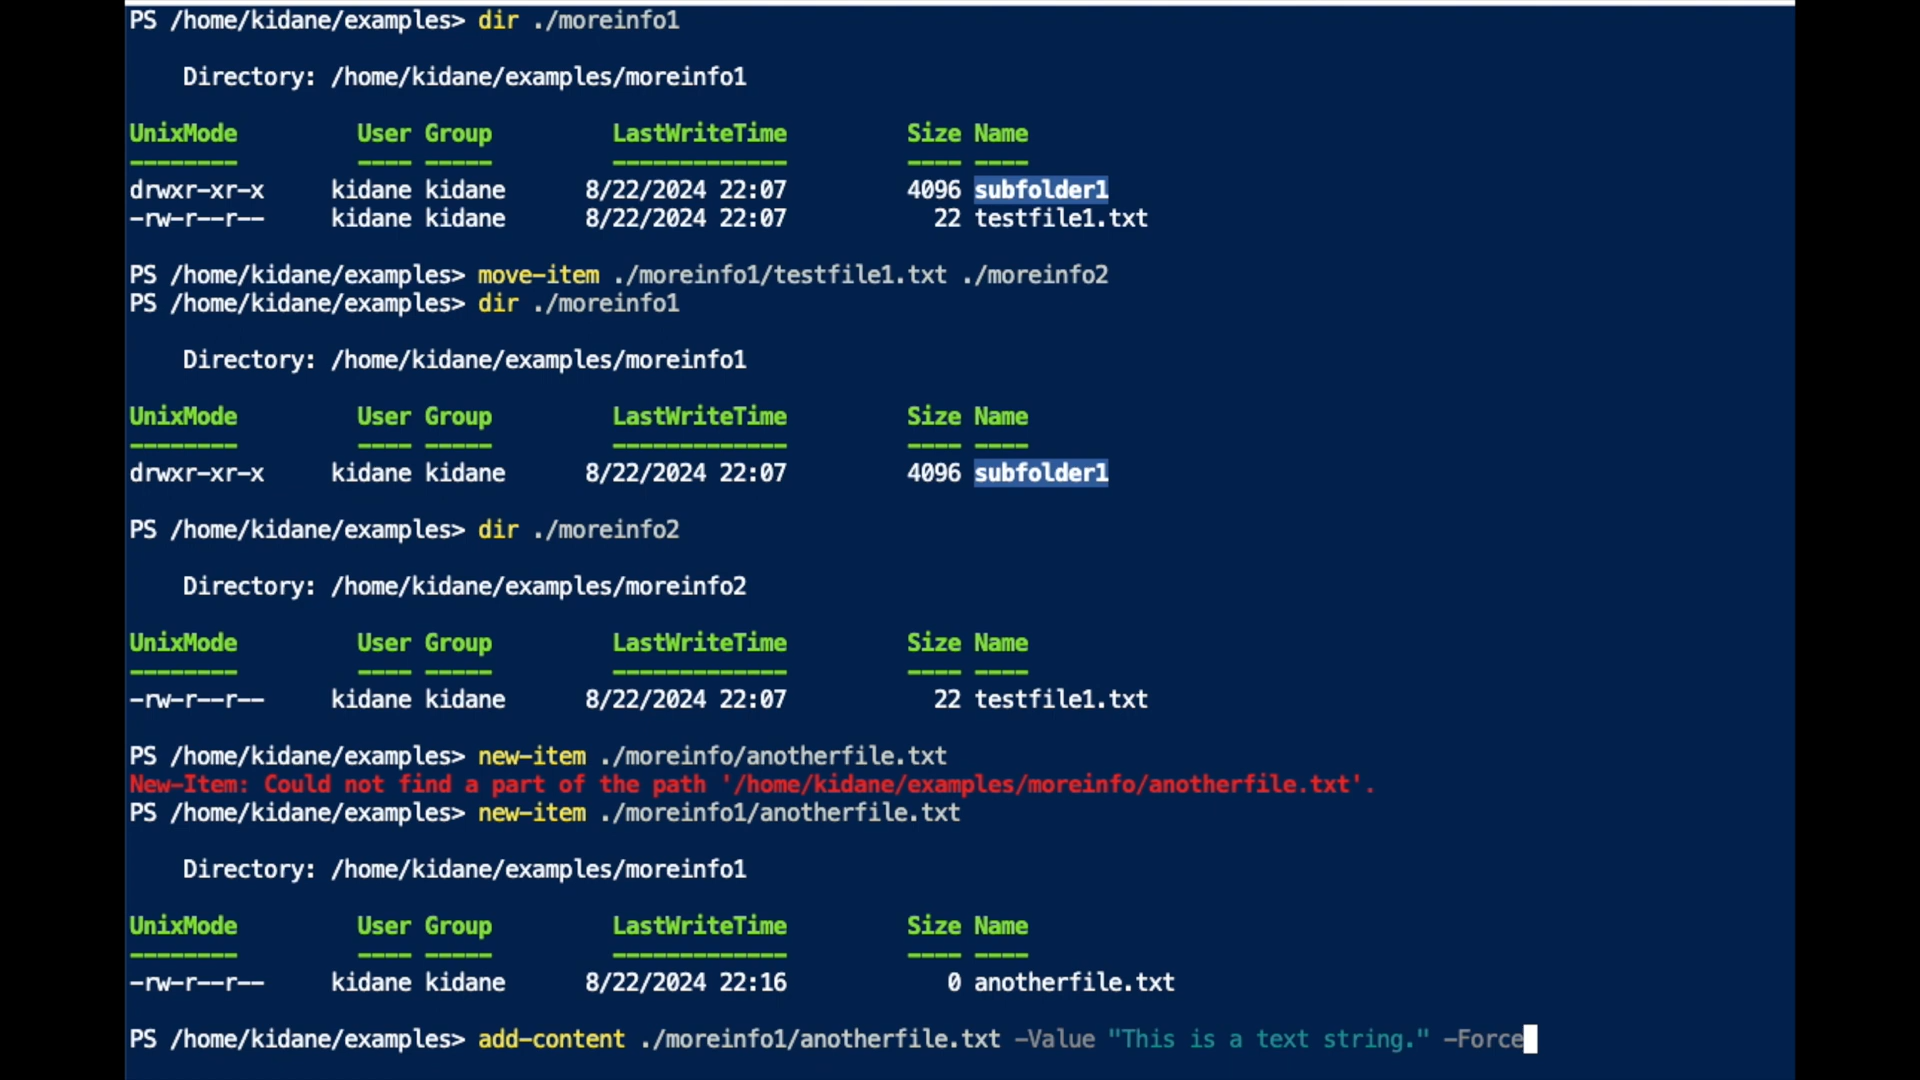 PS /home/kidane/examples> dir ./moreinfo1
Directory: /home/kidane/examples/moreinfo1
UnixMode User Group LastWriteTime Size Name
-------- ---- ----- ------------- ---- ----
drwxr-xr-x kidane kidane 8/22/2024 22:07 4096 subfolder1
-rw-r--r-- kidane kidane 8/22/2024 22:07 22 testfile1.txt
PS /home/kidane/examples> move-item ./moreinfo1/testfile1.txt ./moreinfo2
PS /home/kidane/examples> dir ./moreinfo1
Directory: /home/kidane/examples/moreinfo1
UnixMode User Group LastWriteTime Size Name
-------- ---- ----- ------------- ---- ----
drwxr-xr-x kidane kidane 8/22/2024 22:07 4096 subfolder1
PS /home/kidane/examples> dir ./moreinfo2
Directory: /home/kidane/examples/moreinfo2
UnixMode User Group LastWriteTime Size Name
-------- ---- ----- ------------- ---- ----
-rw-r--r-- kidane kidane 8/22/2024 22:07 22 testfile1.txt
PS /home/kidane/examples> new-item ./moreinfo/anotherfile.txt
New-Item: Could not find a part of the path '/home/kidane/examples/moreinfo/anotherfile.txt'.
PS /home/kidane/examples> new-item ./moreinfo1/anotherfile.txt
Directory: /home/kidane/examples/moreinfo1
UnixMode User Group LastWriteTime Size Name
-------- ---- ----- ------------- ---- ----
-rw-r--r-- kidane kidane 8/22/2024 22:16 0 anotherfile.txt
PS /home/kidane/examples> add-content ./moreinfo1/anotherfile.txt -Value "This is a text string." -Force